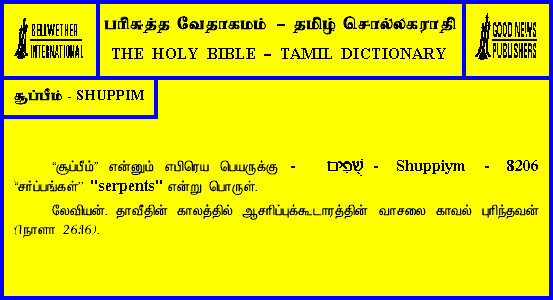 BELLWETHER
INTERNATIONAL
பரிசுத்த வேதாகமம் – தமிழ் சொல்லகராதி
THE HOLY BIBLE – TAMIL DICTIONARY
GOOD NEWS
PUBLISHERS
சூப்பீம் - SHUPPIM
“சூப்பீம்” என்னும் எபிரெய பெயருக்கு - שֻׁפִּים - Shuppiym - 8206
“சர்ப்பங்கள்” "serpents" என்று பொருள்.
லேவியன். தாவீதின் காலத்தில் ஆசரிப்புக்கூடாரத்தின் வாசலை காவல் புரிந்தவன்
(1நாளா 26:16).